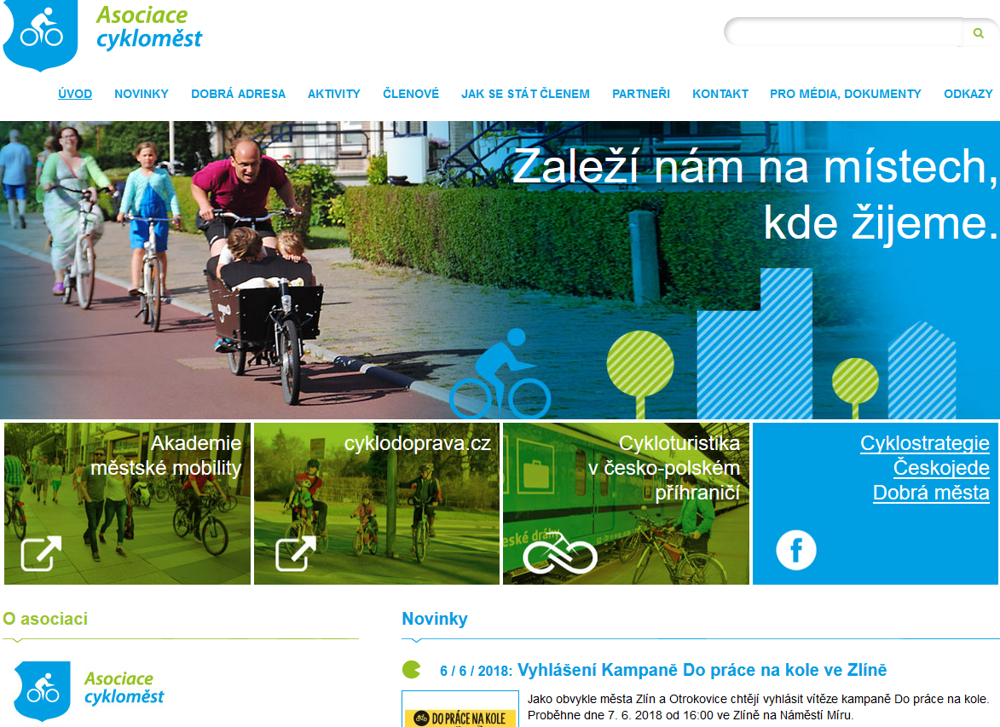 Asociace
cykloměst
ÚVOD NOVINKY DOBRÁ ADRESA AKTIVITY ČLENOVÉ JAK SE STÁT ČLENEM PARTNEŘI KONTAKT PRO MÉDIA, DOKUMENTY ODKAZY
Zaleží nám na místech,
kde žijeme.
Akademie
městské mobility
cyklodoprava.cz
Cykloturistika
v česko-polském
příhraničí
eské dráhy
Cyklostrategie
Českojede
Dobrá města
f
O asociaci
Asociace
cykloměst
Novinky
6 / 6 / 2018: Vyhlášení Kampaně Do práce na kole ve Zlíně
DO PRÁCE NA KOLE
Jako obvykle města Zlín a Otrokovice chtějí vyhlásit vítěze kampaně Do práce na kole.
Proběhne dne 7. 6. 2018 od 16:00 ve Zlíně na Náměstí Míru.